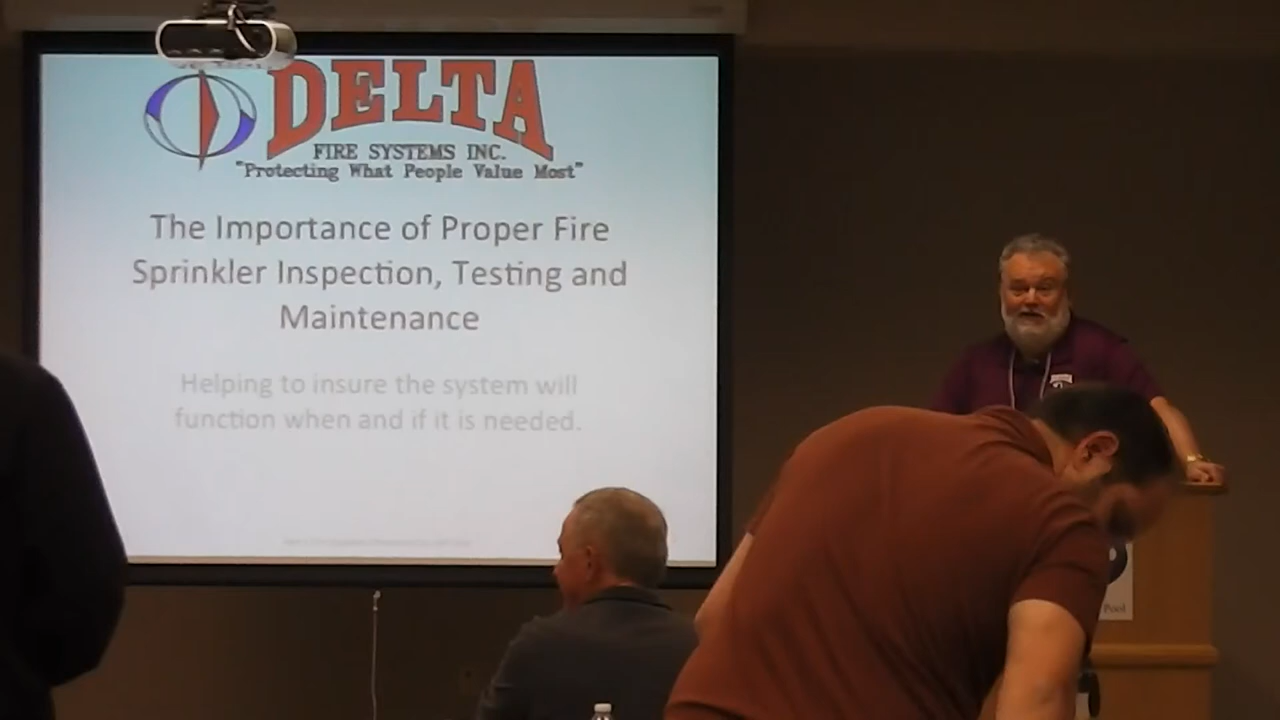 DELTA
FIRE SYSTEMS INC.
"Protecting What People Value Most"
The Importance of Proper Fire
Sprinkler Inspection, Testing and
Maintenance
Helping to insure the system will
function when and if it is needed.
Pool